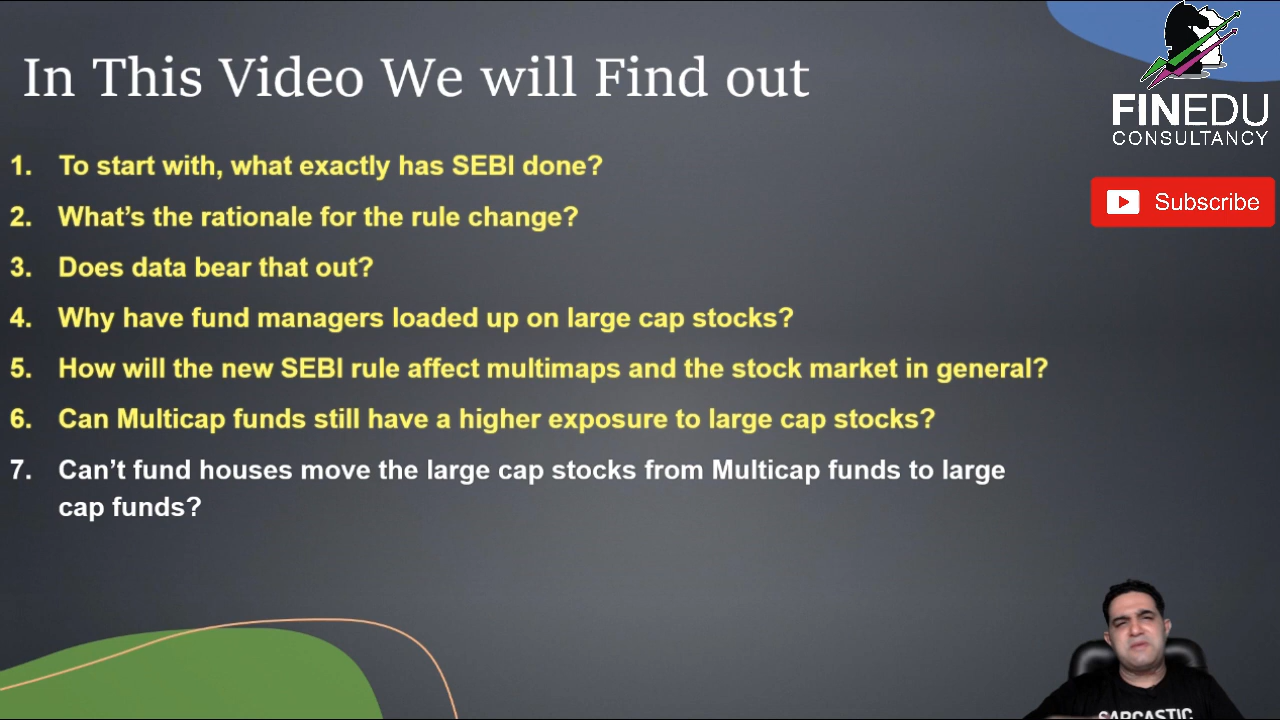 In This Video We will Find out
FINEDU
CONSULTANCY
Subscribe
1. To start with, what exactly has SEBI done?
2. What’s the rationale for the rule change?
3. Does data bear that out?
4. Why have fund managers loaded up on large cap stocks?
5. How will the new SEBI rule affect multimaps and the stock market in general?
6. Can Multicap funds still have a higher exposure to large cap stocks?
7. Can’t fund houses move the large cap stocks from Multicap funds to large
cap funds?
SARCASTIC